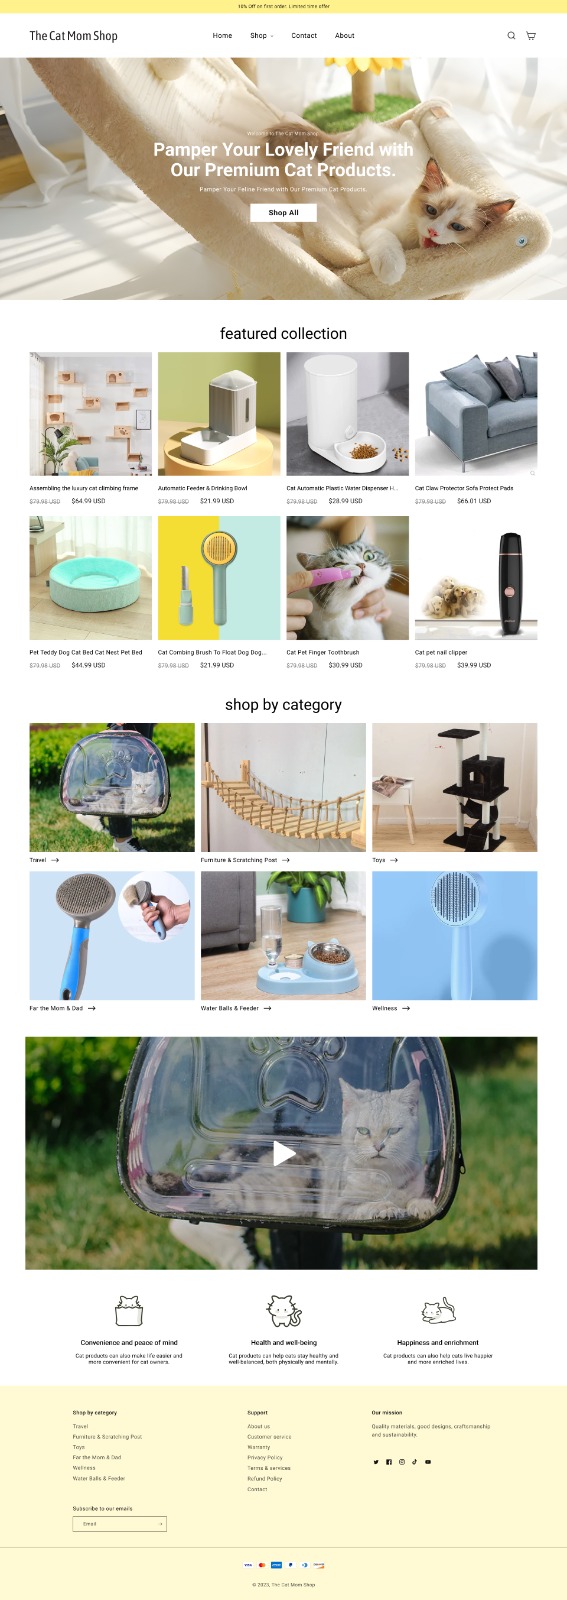 10% Off on first order. Limited time offer
The Cat Mom Shop
Home
Shop
Contact
About
Welcome to The Cat Mom Shop
Pamper Your Lovely Friend with
Our Premium Cat Products.
Pamper Your Feline Friend with Our Premium Cat Products.
Shop All
featured collection
Assembling the luxury cat climbing frame
$79.98 USD $64.99 USD
Automatic Feeder & Drinking Bowl
$79.98 USD $21.99 USD
Cat Automatic Plastic Water Dispenser H...
$79.98 USD $28.99 USD
Cat Claw Protector Sofa Protect Pads
$79.98 USD $66.01 USD
Pet Teddy Dog Cat Bed Cat Nest Pet Bed
$79.98 USD $44.99 USD
Cat Combing Brush To Float Dog Dog...
$79.98 USD $21.99 USD
Cat Pet Finger Toothbrush
$79.98 USD $30.99 USD
Cat pet nail clipper
$79.98 USD $39.99 USD
shop by category
Travel →
Furniture & Scratching Post →
Toys →
Far the Mom & Dad →
Water Balls & Feeder →
Wellness →
Convenience and peace of mind
Cat products can also make life easier and
more convenient for cat owners.
Health and well-being
Cat products can help cats stay healthy and
well-balanced, both physically and mentally.
Happiness and enrichment
Cat products can also help cats live happier
and more enriched lives
Shop by category
Travel
Furniture & Scratching Post
Toys
Far the Mom & Dad
Wellness
Water Balls & Feeder
Support
About us
Customer service
Warranty
Privacy Policy
Terms & services
Refund Policy
Contact
Our mission
Quality materials, good designs, craftsmanship
and sustainability.
Subscribe to our emails
Email
VISA
© 2023, The Cat Mom Shop